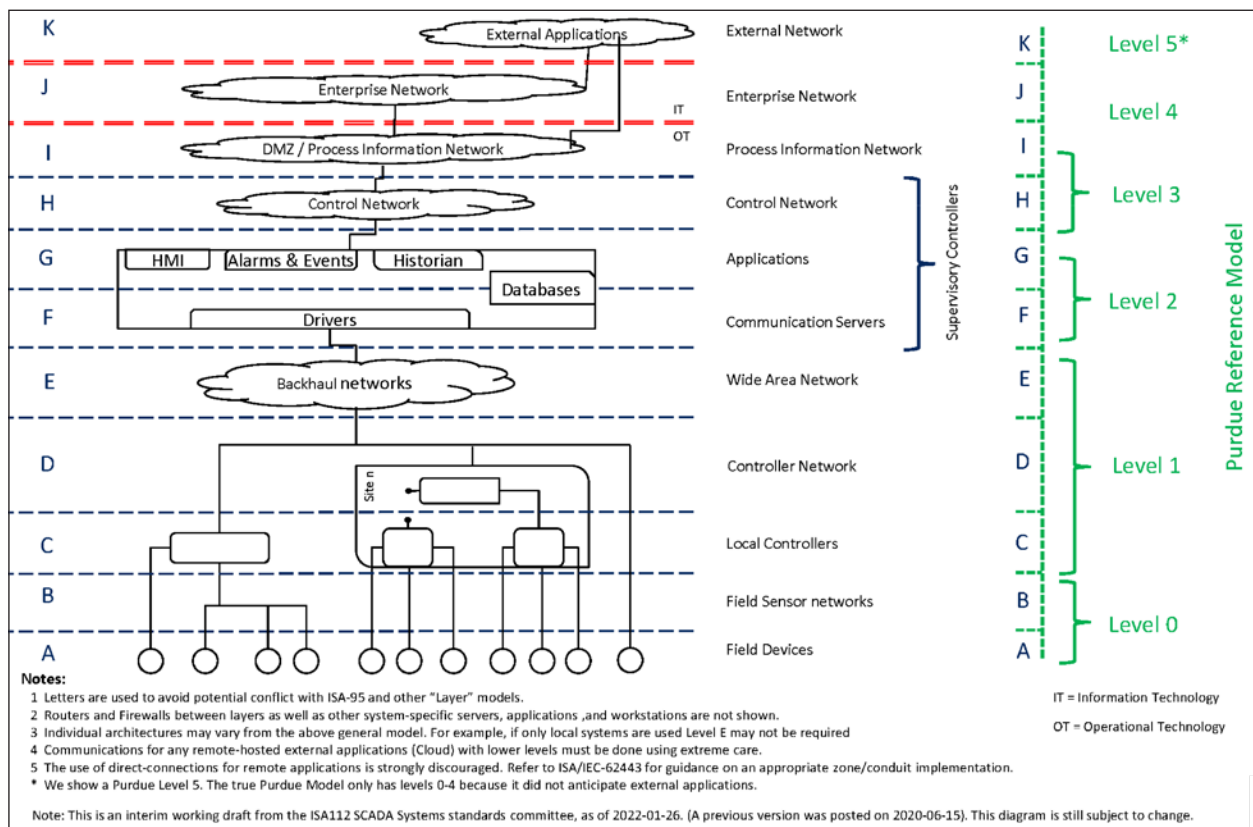 K
External Applications
External Network
K
Level 5*
J
Enterprise Network
Enterprise Network
J
Level 4
IT
OT
I
DMZ / Process Information Network
Process Information Network
I
H
Control Network
Control Network
H
Level 3
G
HMI
Alarms & Events
Historian
Applications
G
Databases
Level 2
F
Drivers
Communication Servers
F
Supervisory Controllers
Purdue Reference Model
E
Backhaul networks
Wide Area Network
E
D
Site n
Controller Network
D
Level 1
C
Local Controllers
C
B
Field Sensor networks
B
Level 0
A
Field Devices
A
Notes:
1 Letters are used to avoid potential conflict with ISA-95 and other "Layer" models.
2 Routers and Firewalls between layers as well as other system-specific servers, applications ,and workstations are not shown.
3 Individual architectures may vary from the above general model. For example, if only local systems are used Level E may not be required
4 Communications for any remote-hosted external applications (Cloud) with lower levels must be done using extreme care.
5 The use of direct-connections for remote applications is strongly discouraged. Refer to ISA/IEC-62443 for guidance on an appropriate zone/conduit implementation.
* We show a Purdue Level 5. The true Purdue Model only has levels 0-4 because it did not anticipate external applications.
IT = Information Technology
OT = Operational Technology
Note: This is an interim working draft from the ISA112 SCADA Systems standards committee, as of 2022-01-26. (A previous version was posted on 2020-06-15). This diagram is still subject to change.